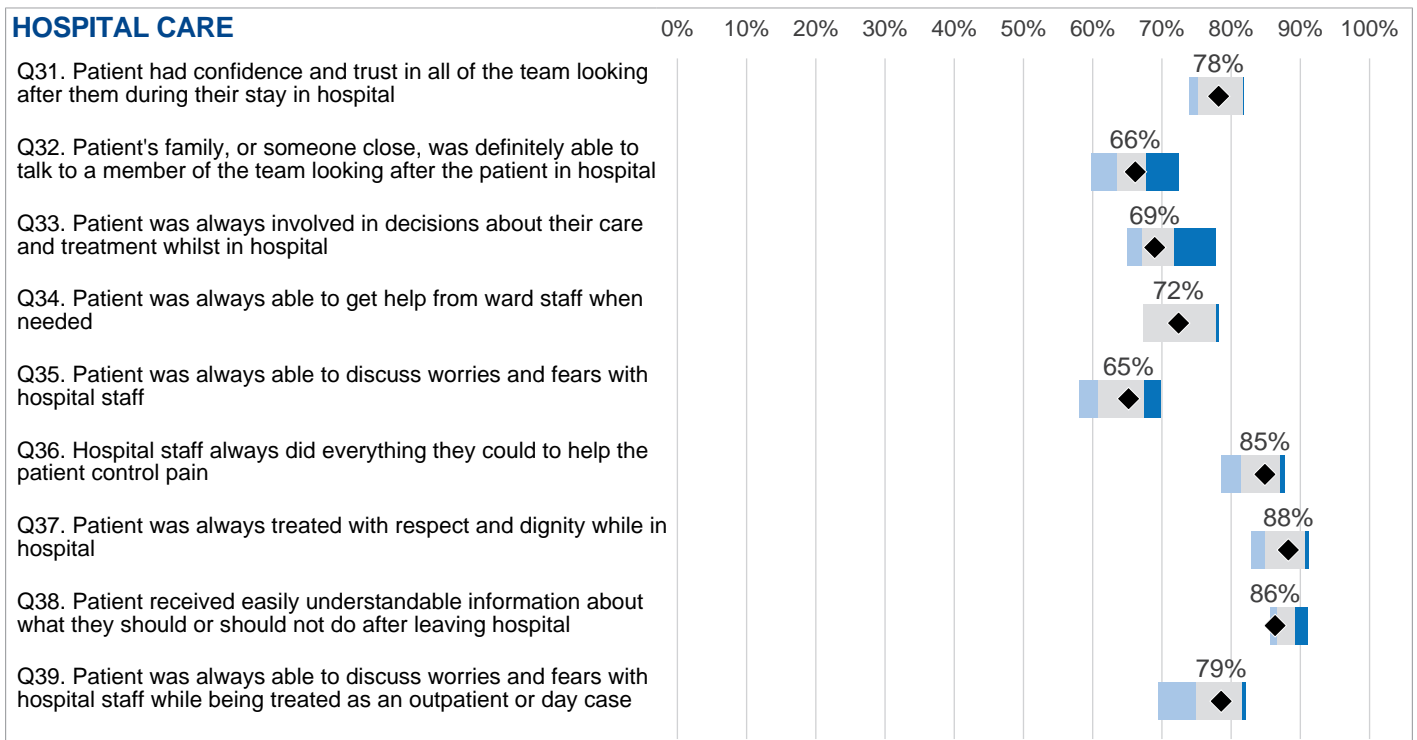 HOSPITAL CARE
0% 10% 20% 30% 40% 50% 60% 70% 80% 90% 100%
Q31. Patient had confidence and trust in all of the team looking
after them during their stay in hospital
78%
Q32. Patient's family, or someone close, was definitely able to
talk to a member of the team looking after the patient in hospital
66%
Q33. Patient was always involved in decisions about their care
and treatment whilst in hospital
69%
Q34. Patient was always able to get help from ward staff when
needed
72%
Q35. Patient was always able to discuss worries and fears with
hospital staff
65%
Q36. Hospital staff always did everything they could to help the
patient control pain
85%
Q37. Patient was always treated with respect and dignity while in
hospital
88%
Q38. Patient received easily understandable information about
what they should or should not do after leaving hospital
86%
Q39. Patient was always able to discuss worries and fears with
hospital staff while being treated as an outpatient or day case
79%